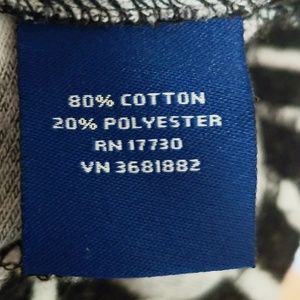 80% COTTON
20% POLYESTER
RN 17730
VN 3681882